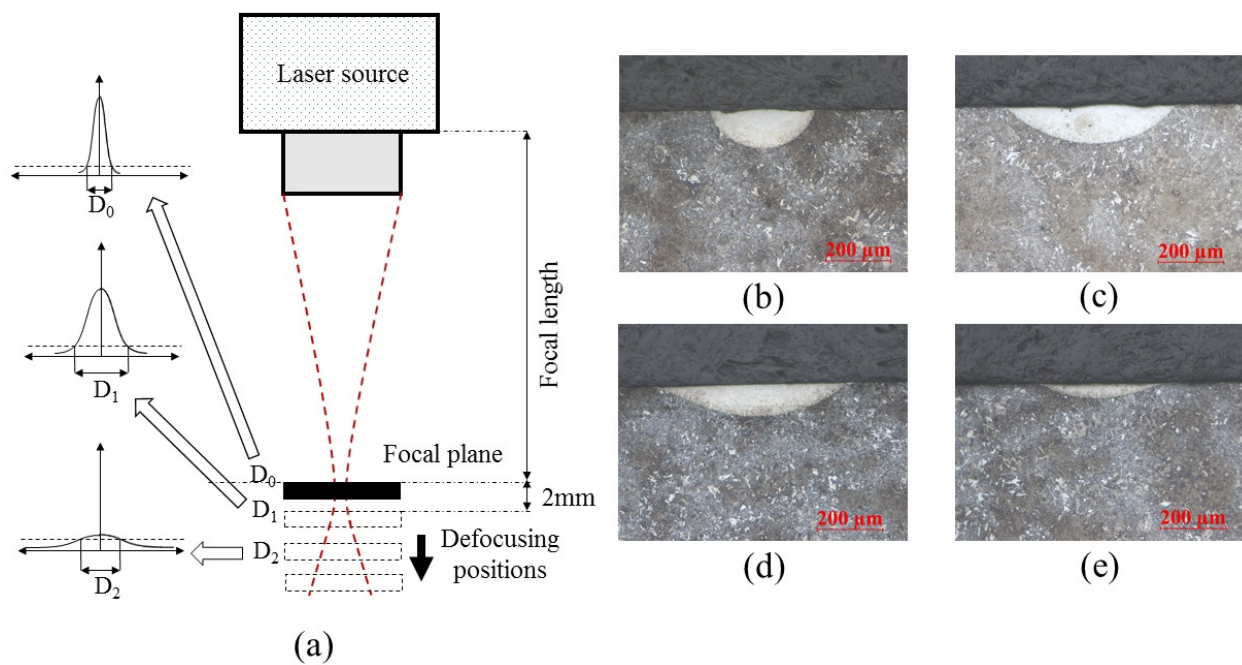 Laser source
D0
D1
D2
Focal length
Focal plane
D0
D1
D2
2mm
Defocusing
positions
(a)
200 µm
(b)
200 µm
(c)
200 µm
(d)
200 µm
(e)